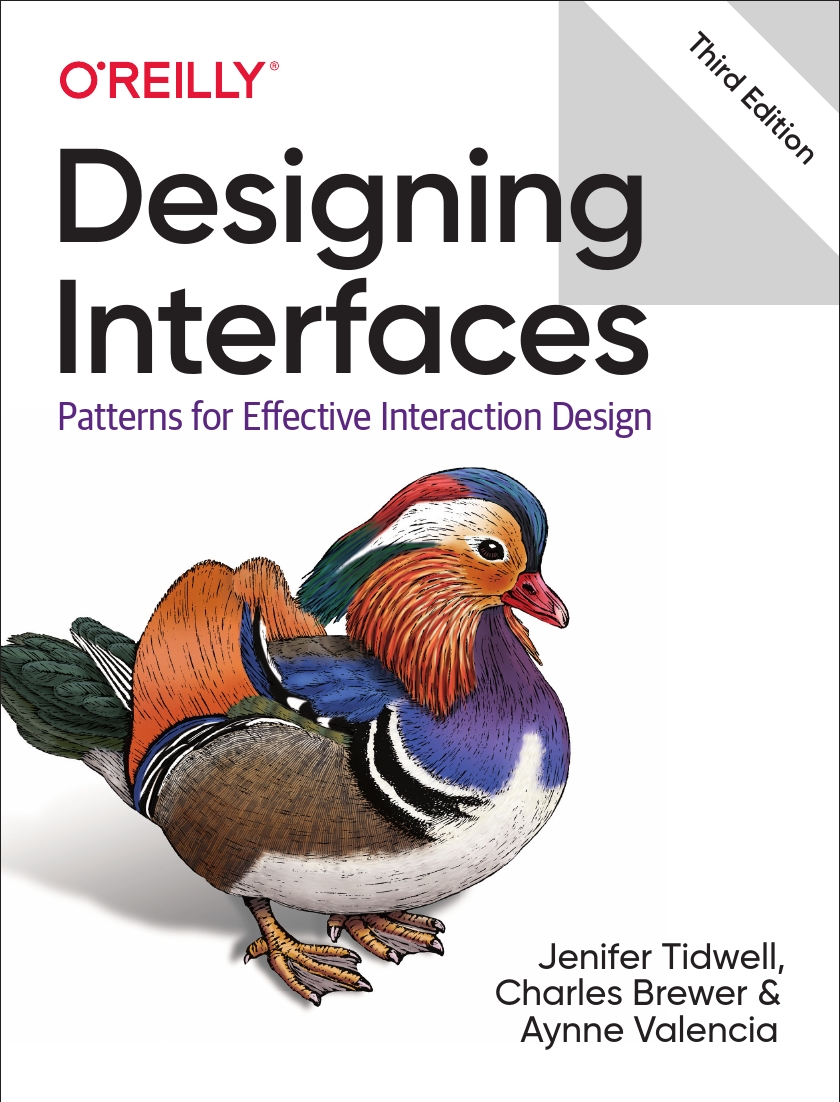 O'REILLY®
Third Edition
Designing
Interfaces
Patterns for Effective Interaction Design
Jenifer Tidwell,
Charles Brewer &
Aynne Valencia